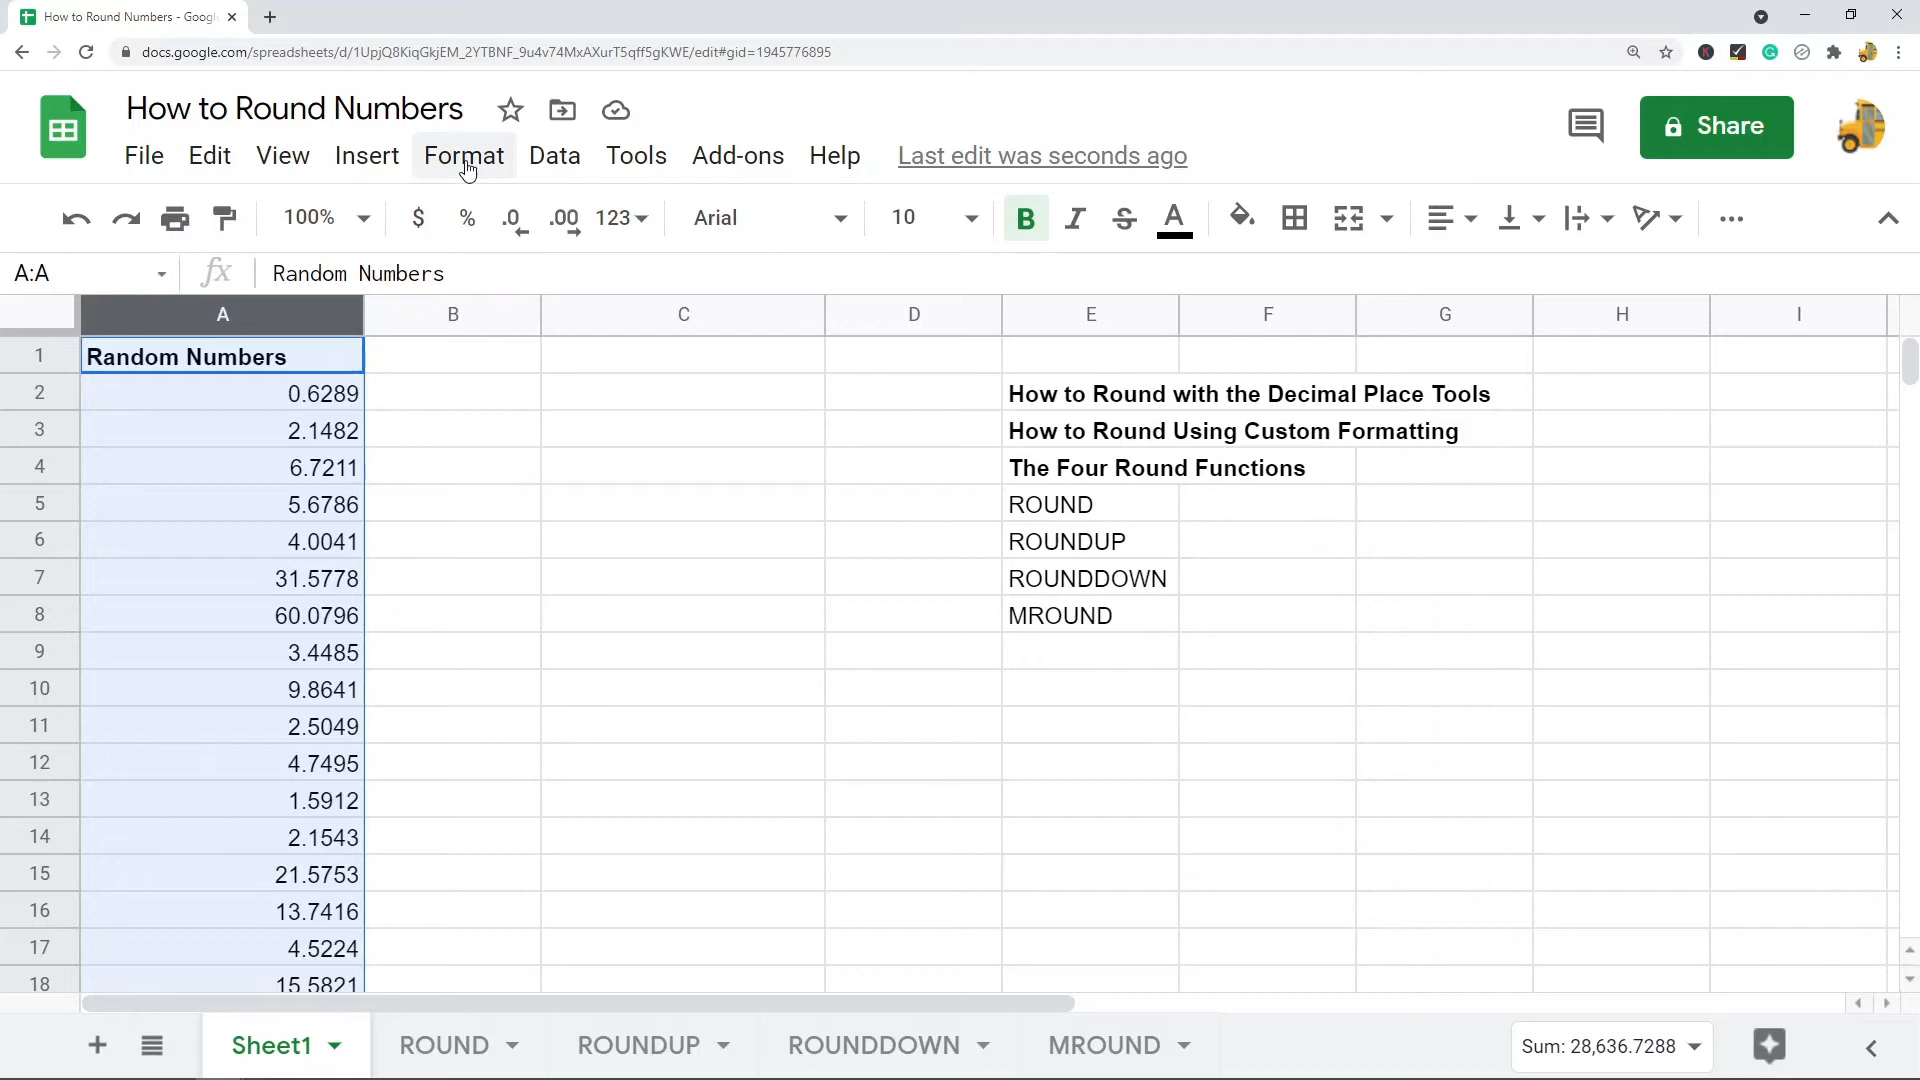 How to Round Numbers - Googl
docs.google.com/spreadsheets/d/1UpjQ8KiqGkjEM_2YTBNF_9u4v74MxAXurT5qff5gKWE/edit#gid=1945776895
How to Round Numbers
File Edit View Insert Format Data Tools Add-ons Help Last edit was seconds ago
Share
100% $ % .0 .00 123 Arial 10 B I S A
A:A fx Random Numbers
A B C D E F G H I
1 Random Numbers
2 0.6289 How to Round with the Decimal Place Tools
3 2.1482 How to Round Using Custom Formatting
4 6.7211 The Four Round Functions
5 5.6786 ROUND
6 4.0041 ROUNDUP
7 31.5778 ROUNDDOWN
8 60.0796 MROUND
9 3.4485
10 9.8641
11 2.5049
12 4.7495
13 1.5912
14 2.1543
15 21.5753
16 13.7416
17 4.5224
18 15.5821
Sheet1 ROUND ROUNDUP ROUNDDOWN MROUND Sum: 28,636.7288